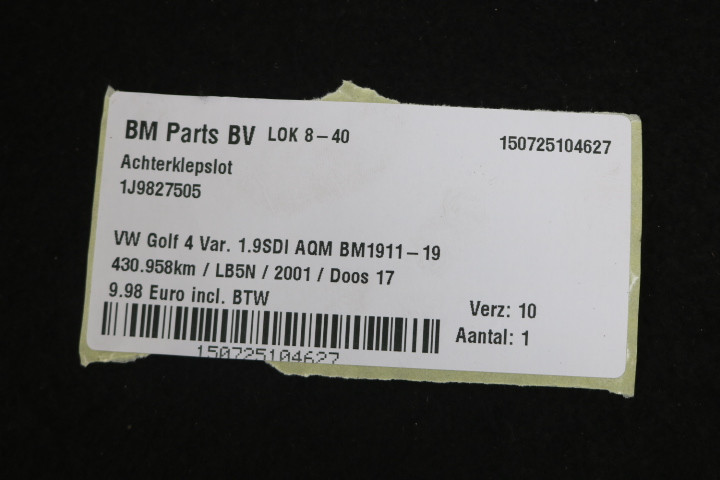 BM Parts BV LOK 8-40
150725104627
Achterklepslot
1J9827505
VW Golf 4 Var. 1.9SDI AQM BM1911-19
430.958km / LB5N / 2001 / Doos 17
9.98 Euro incl. BTW
Verz: 10
Aantal: 1
150725104627